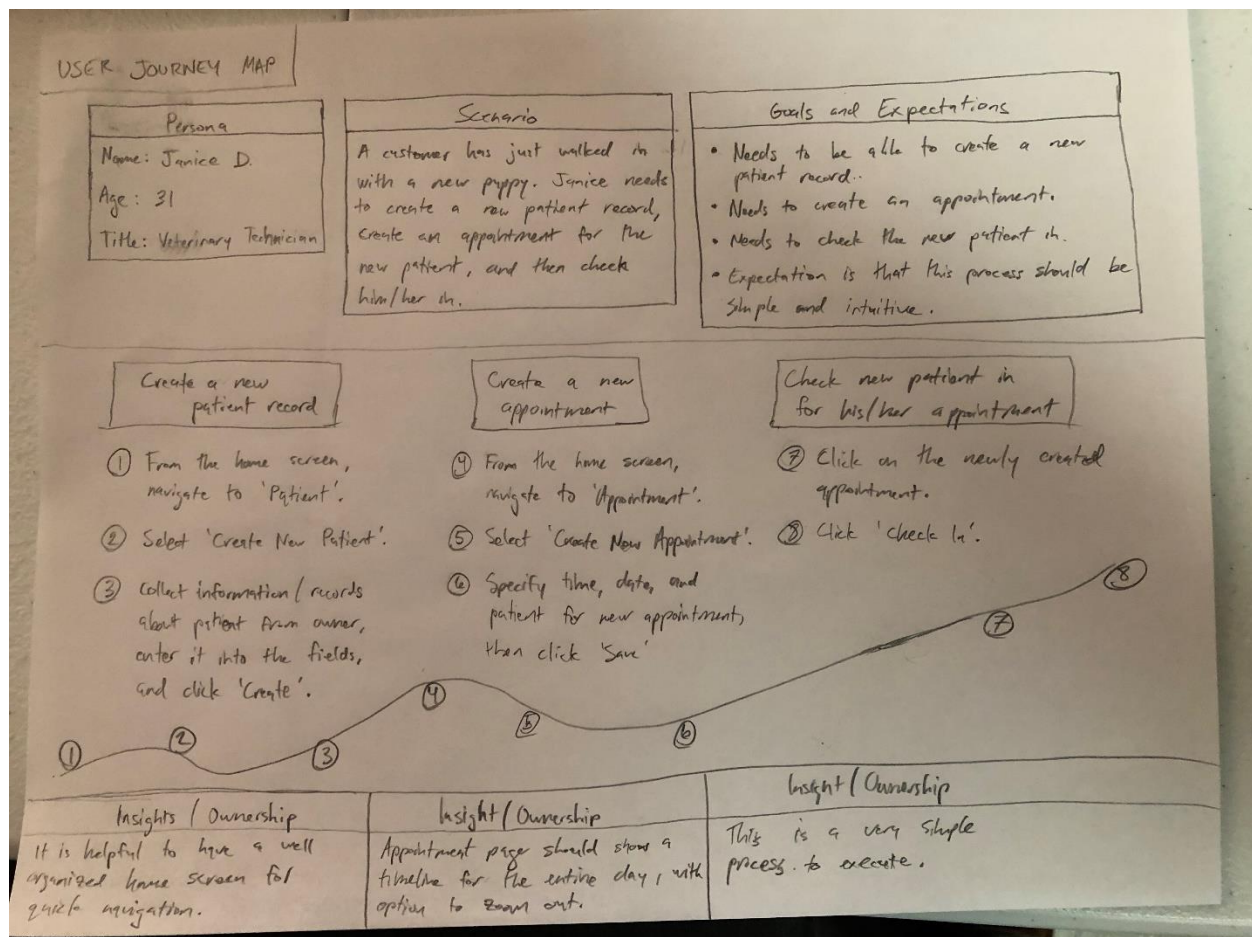 USER JOURNEY MAP
Persona
Name: Janice D.
Age: 31
Title: Veterinary Technician
Scenario
A customer has just walked in
with a new puppy. Janice needs
to create a new patient record,
create an appointment for the
new patient, and then check
him/her in.
Goals and Expectations
• Needs to be able to create a new
patient record..
• Needs to create an appointment.
• Needs to check the new patient in.
• Expectation is that this process should be
simple and intuitive.
Create a new
patient record
① From the home screen,
navigate to 'Patient'.
② Select 'Create New Patient'.
③ Collect information/records
about patient from owner,
enter it into the fields,
and click 'Create'.
Create a new
appointment
④ From the home screen,
navigate to 'Appointment'.
⑤ Select 'Create New Appointment'.
⑥ Specify time, date, and
patient for new appointment,
then click 'Save'
Check new patient in
for his/her appointment
⑦ Click on the newly created
appointment.
⑧ Click 'Check In'.
① ② ③ ④ ⑤ ⑥ ⑦ ⑧
Insights / Ownership
It is helpful to have a well
organized home screen for
quick navigation.
Insight / Ownership
Appointment page should show a
timeline for the entire day, with
option to zoom out.
Insight / Ownership
This is a very simple
process to execute.